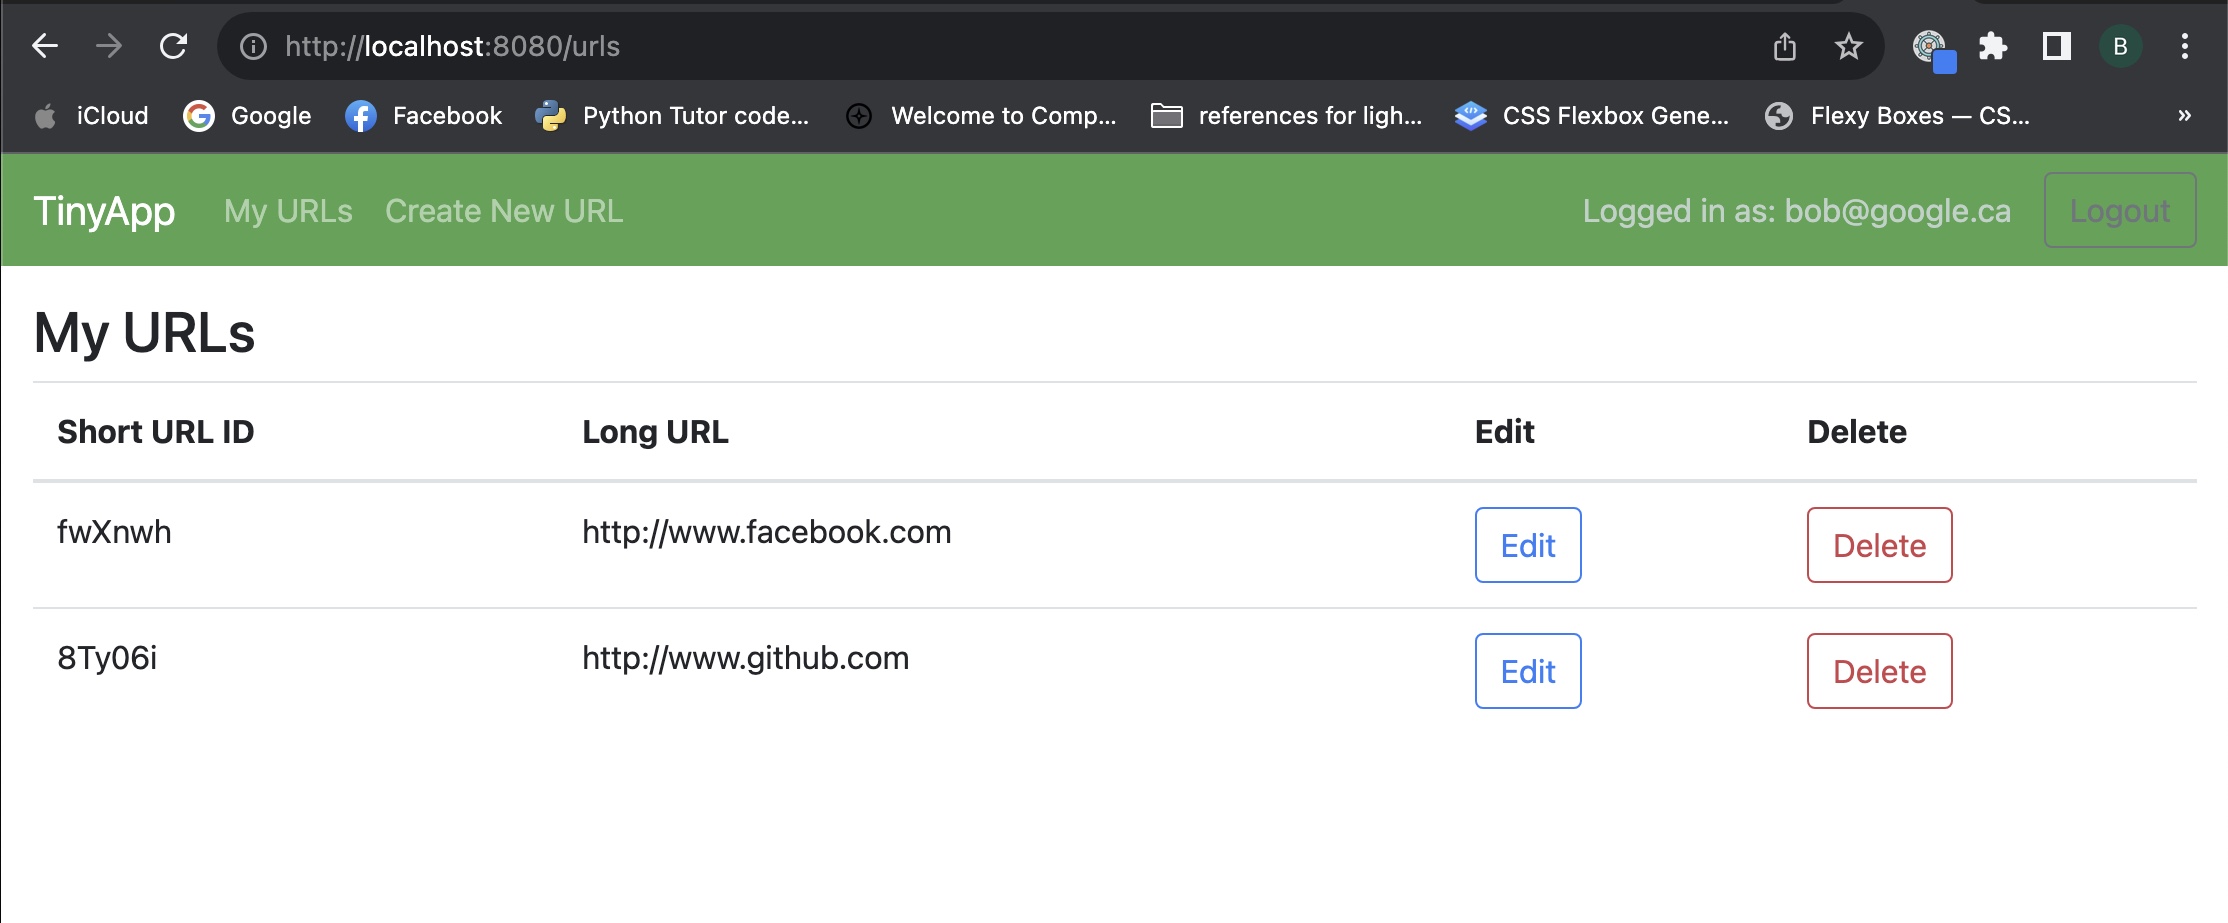 http://localhost:8080/urls
B
iCloud Google Facebook Python Tutor code... Welcome to Comp... references for ligh... CSS Flexbox Gene... Flexy Boxes — CS... »
TinyApp My URLs Create New URL Logged in as: bob@google.ca Logout
My URLs
Short URL ID Long URL Edit Delete
fwXnwh http://www.facebook.com Edit Delete
8Ty06i http://www.github.com Edit Delete